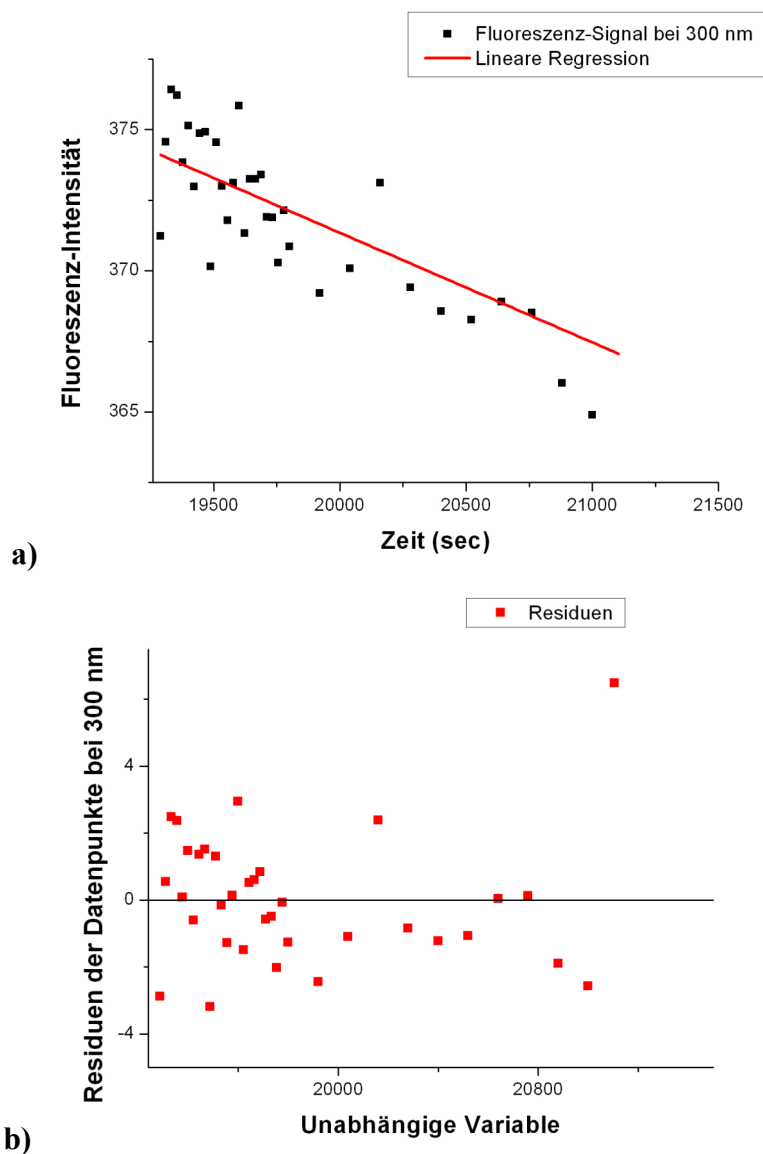 Fluoreszenz-Signal bei 300 nm
Lineare Regression
Fluoreszenz-Intensität
375
370
365
19500 20000 20500 21000 21500
Zeit (sec)
a)
Residuen
Residuen der Datenpunkte bei 300 nm
4
0
-4
20000 20800
Unabhängige Variable
b)